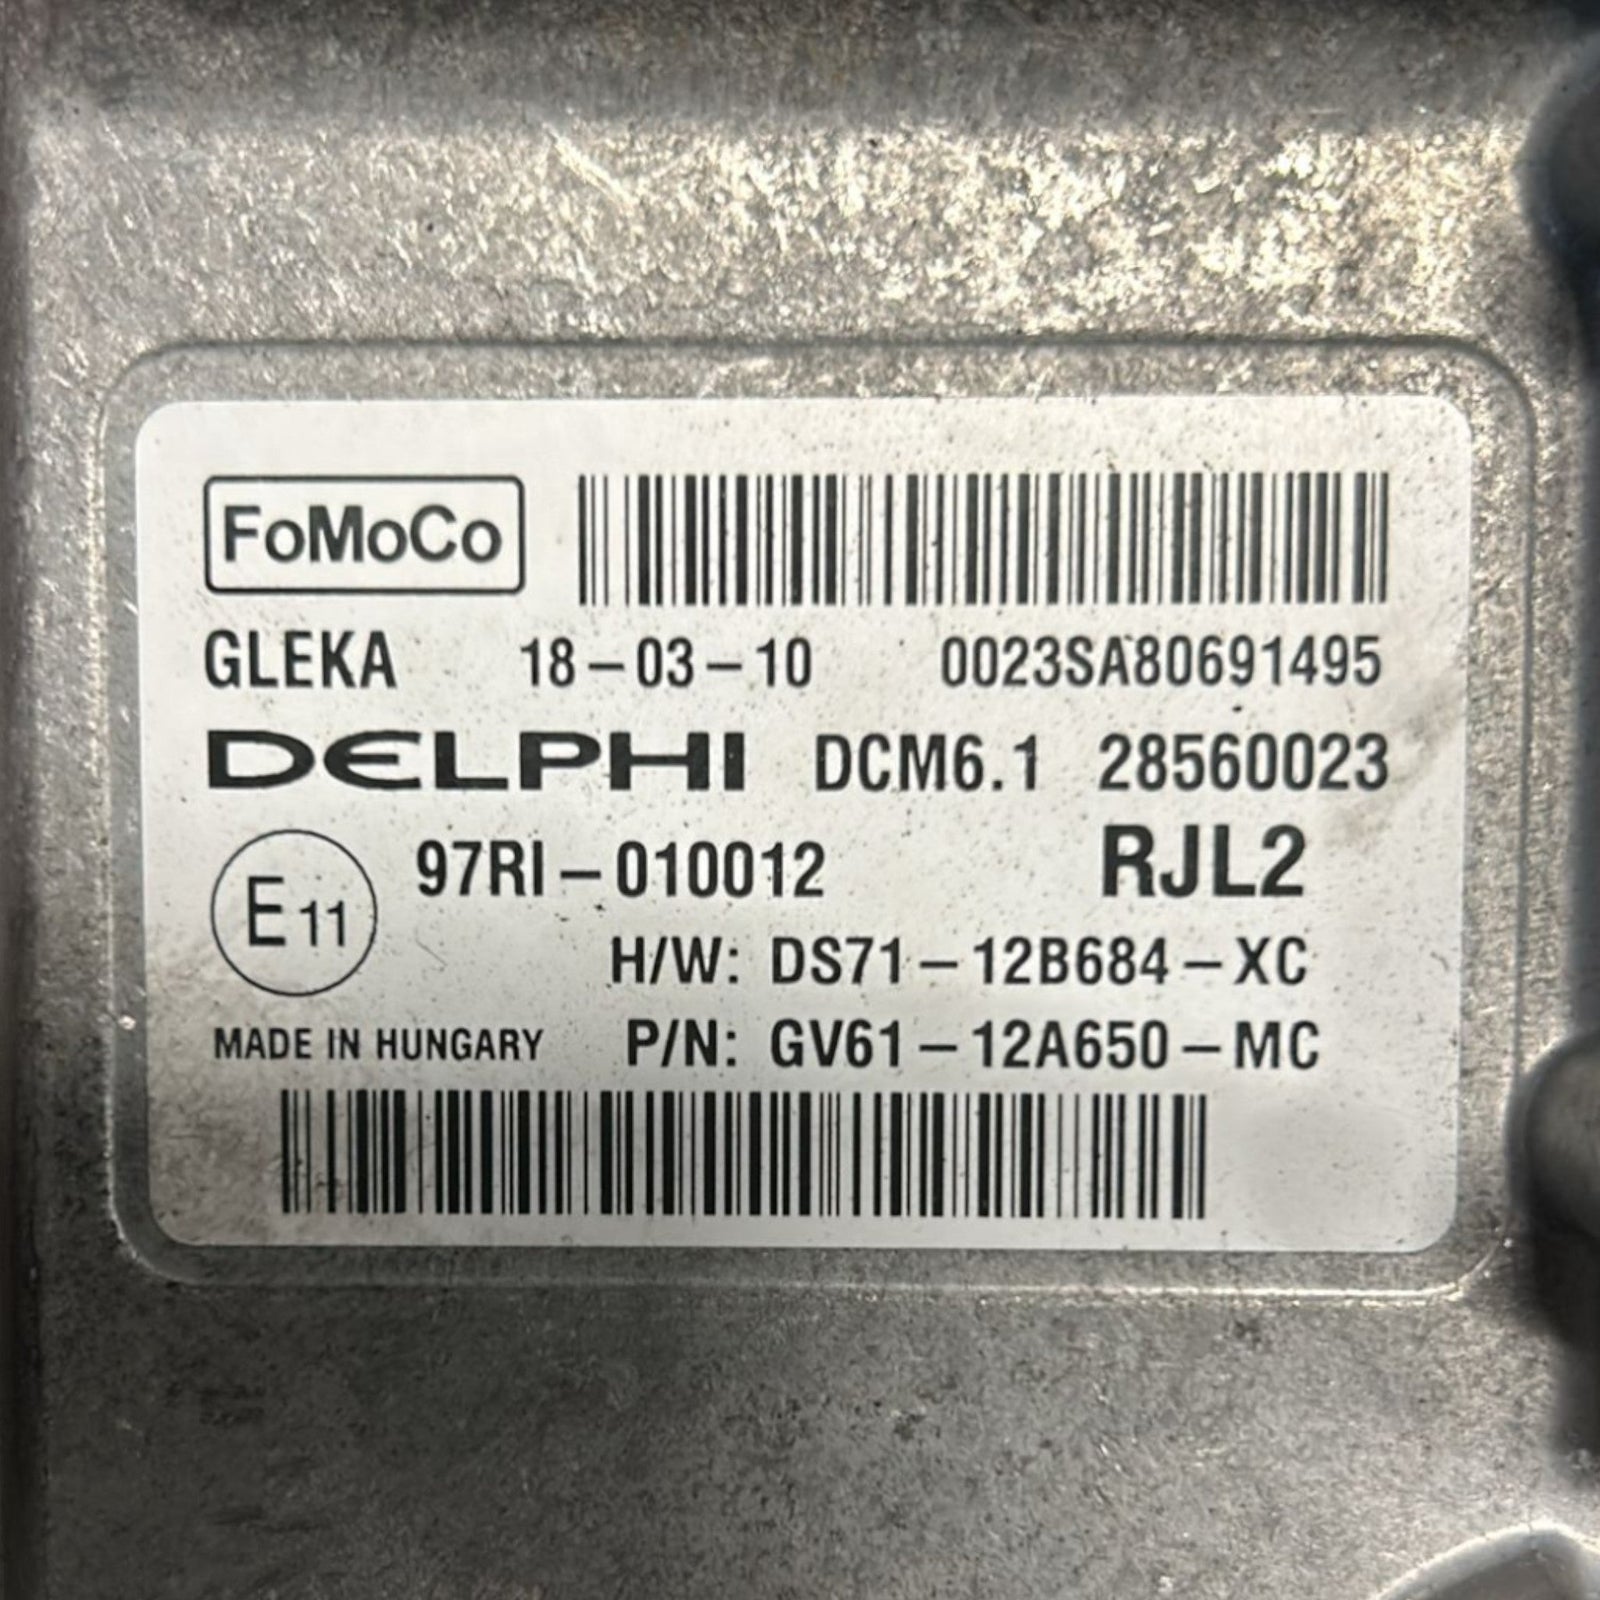 FoMoCo
GLEKA 18-03-10 0023SA80691495
DELPHI DCM6.1 28560023
E11 97RI-010012 RJL2
H/W: DS71-12B684-XC
MADE IN HUNGARY P/N: GV61-12A650-MC